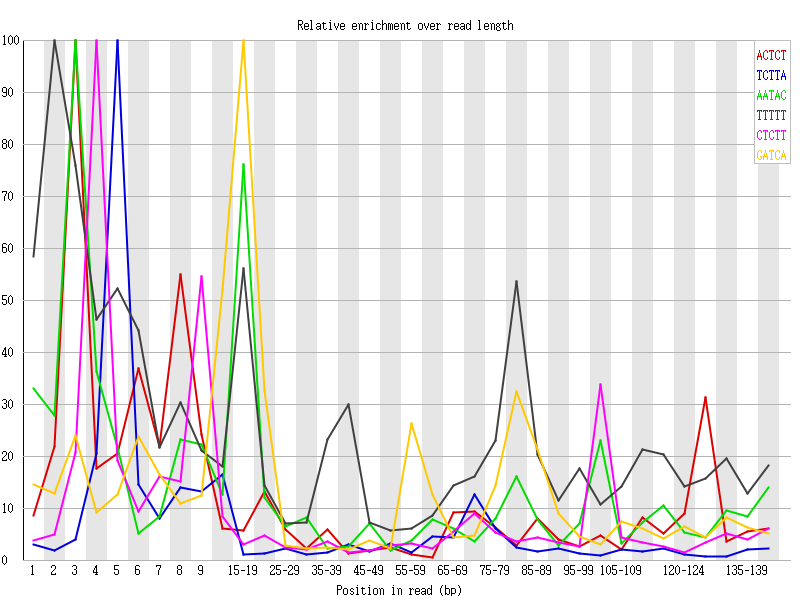 Relative enrichment over read length
100
90
80
70
60
50
40
30
20
10
0
ACTCT
TCTTA
AATAC
TTTTT
CTCTT
GATCA
1 2 3 4 5 6 7 8 9 15-19 25-29 35-39 45-49 55-59 65-69 75-79 85-89 95-99 105-109 120-124 135-139
Position in read (bp)